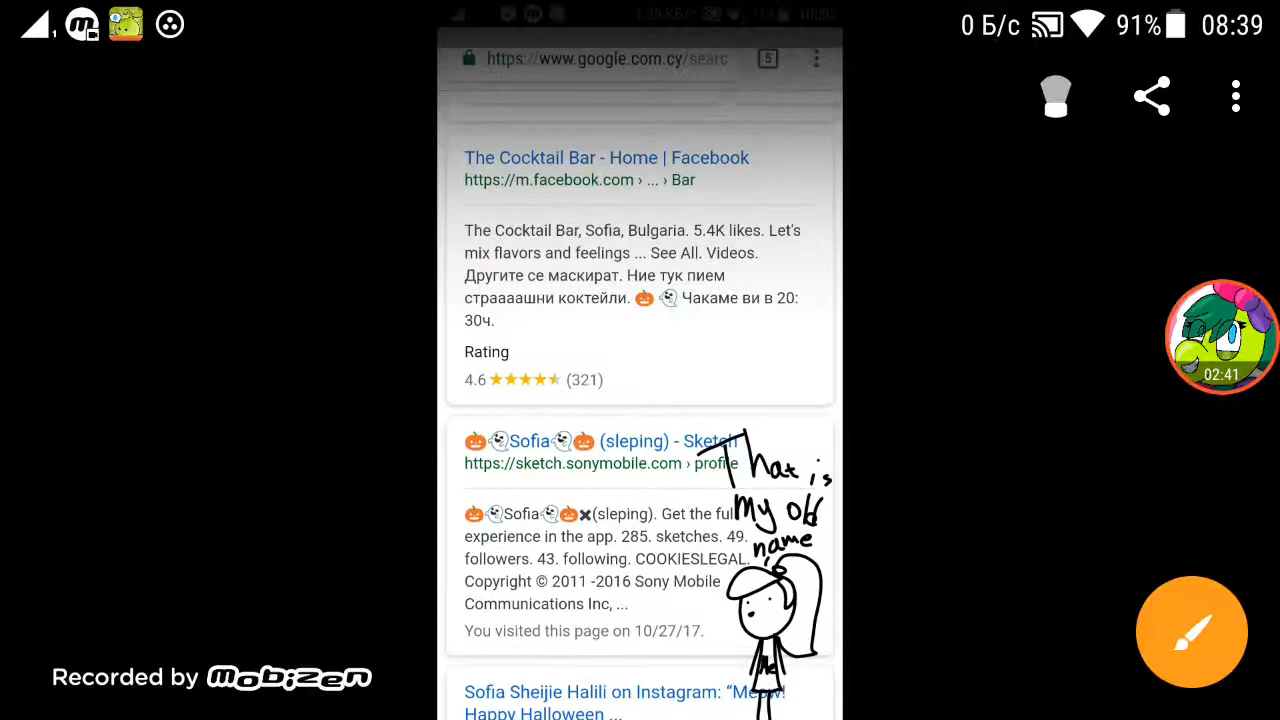 1
m
0 Б/с
91%
08:39
https://www.google.com.cy/searc
5
The Cocktail Bar - Home | Facebook
https://m.facebook.com › ... › Bar
The Cocktail Bar, Sofia, Bulgaria. 5.4K likes. Let's
mix flavors and feelings ... See All. Videos.
Другите се маскират. Ние тук пием
страаааашни коктейли. 🎃 👻 Чакаме ви в 20:
30ч.
Rating
4.6 ★★★★★ (321)
🎃👻Sofia👻🎃 (sleping) - Sketch
https://sketch.sonymobile.com › profile
🎃👻Sofia👻🎃✖(sleping). Get the full
experience in the app. 285. sketches. 49.
followers. 43. following. COOKIESLEGAL.
Copyright © 2011 -2016 Sony Mobile
Communications Inc, ...
You visited this page on 10/27/17.
That is
my old
name
Me
Sofia Sheijie Halili on Instagram: “Meow!
Happy Halloween ...
02:41
Recorded by Mobizen